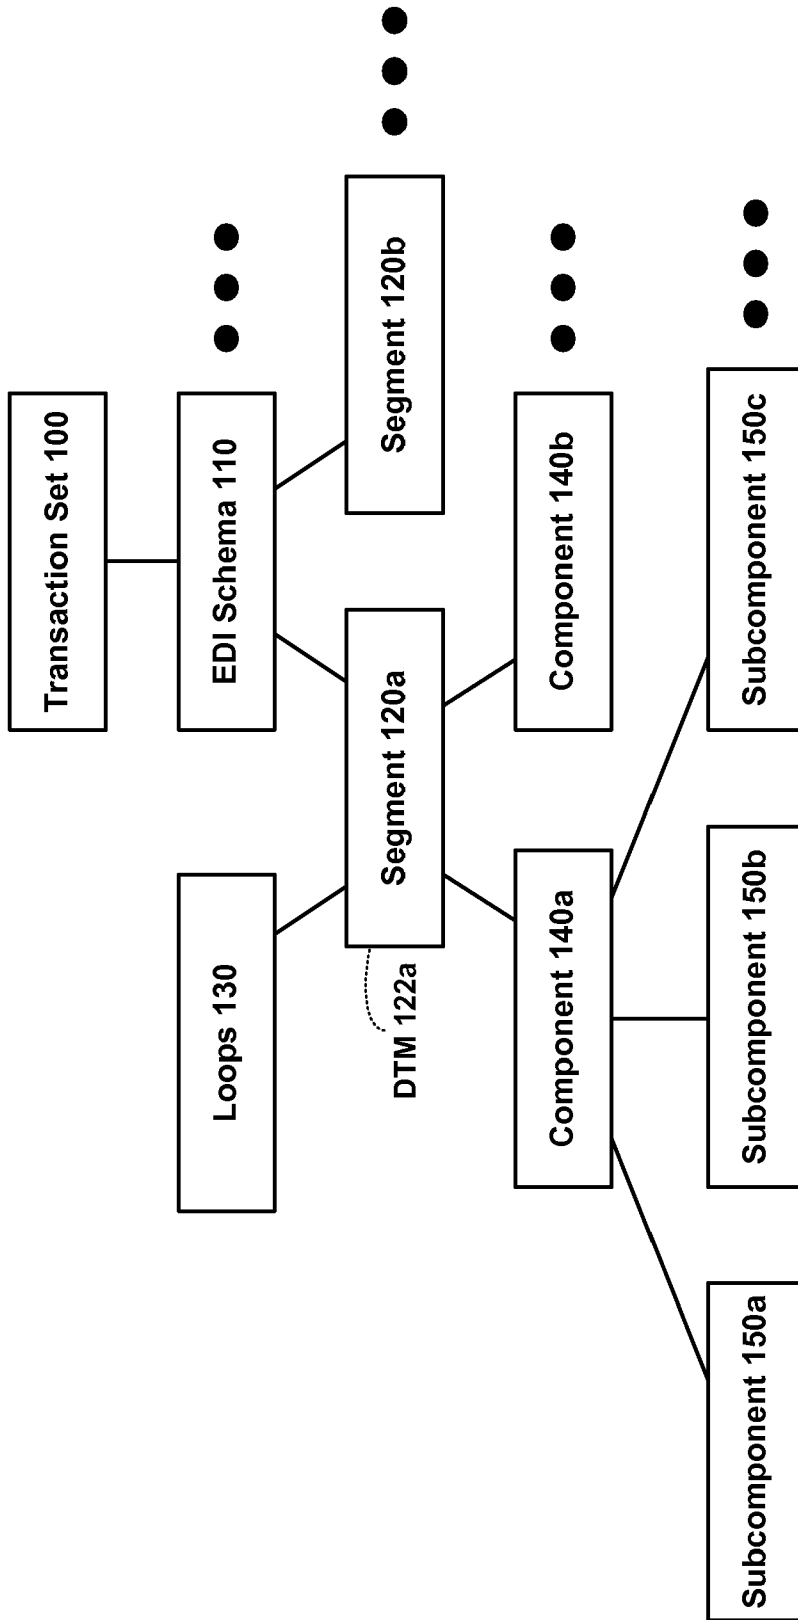 Transaction Set 100
Loops 130
EDI Schema 110
DTM 122a
Segment 120a
Segment 120b
Component 140a
Component 140b
Subcomponent 150a
Subcomponent 150b
Subcomponent 150c